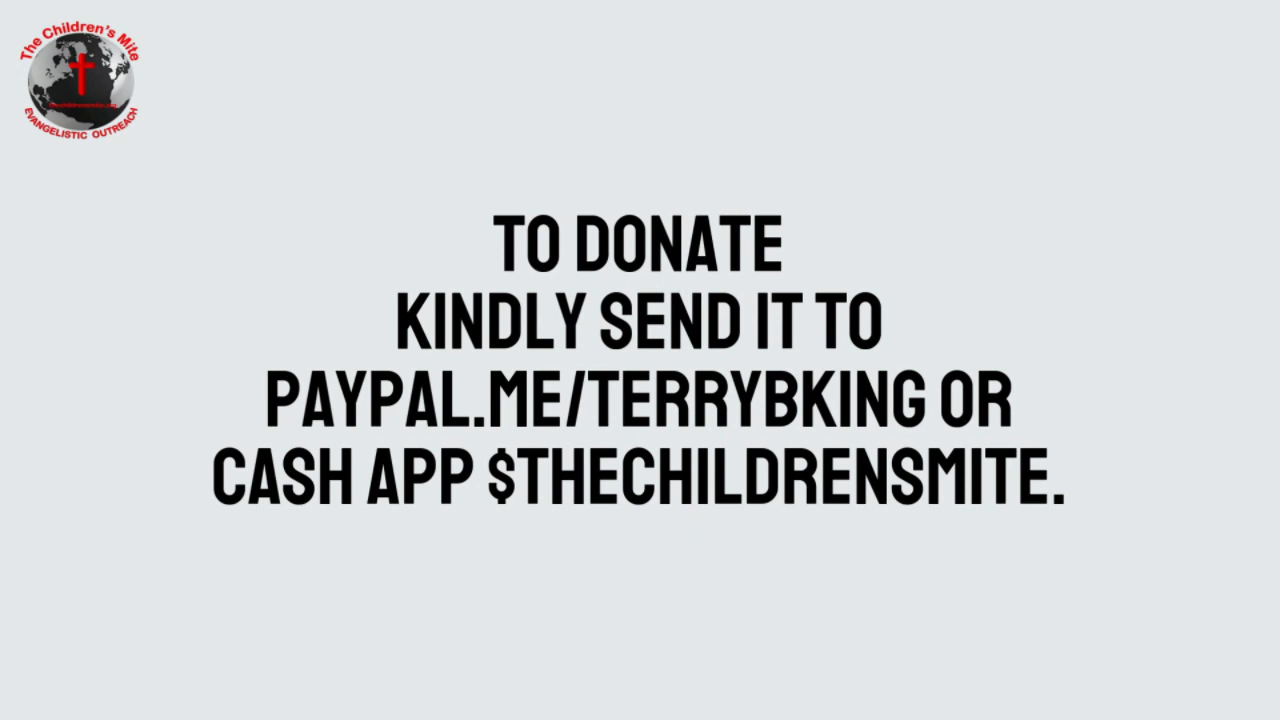 The Children's Mite
EVANGELISTIC OUTREACH
TO DONATE
KINDLY SEND IT TO
PAYPAL.ME/TERRYBKING OR
CASH APP $THECHILDRENSMITE.